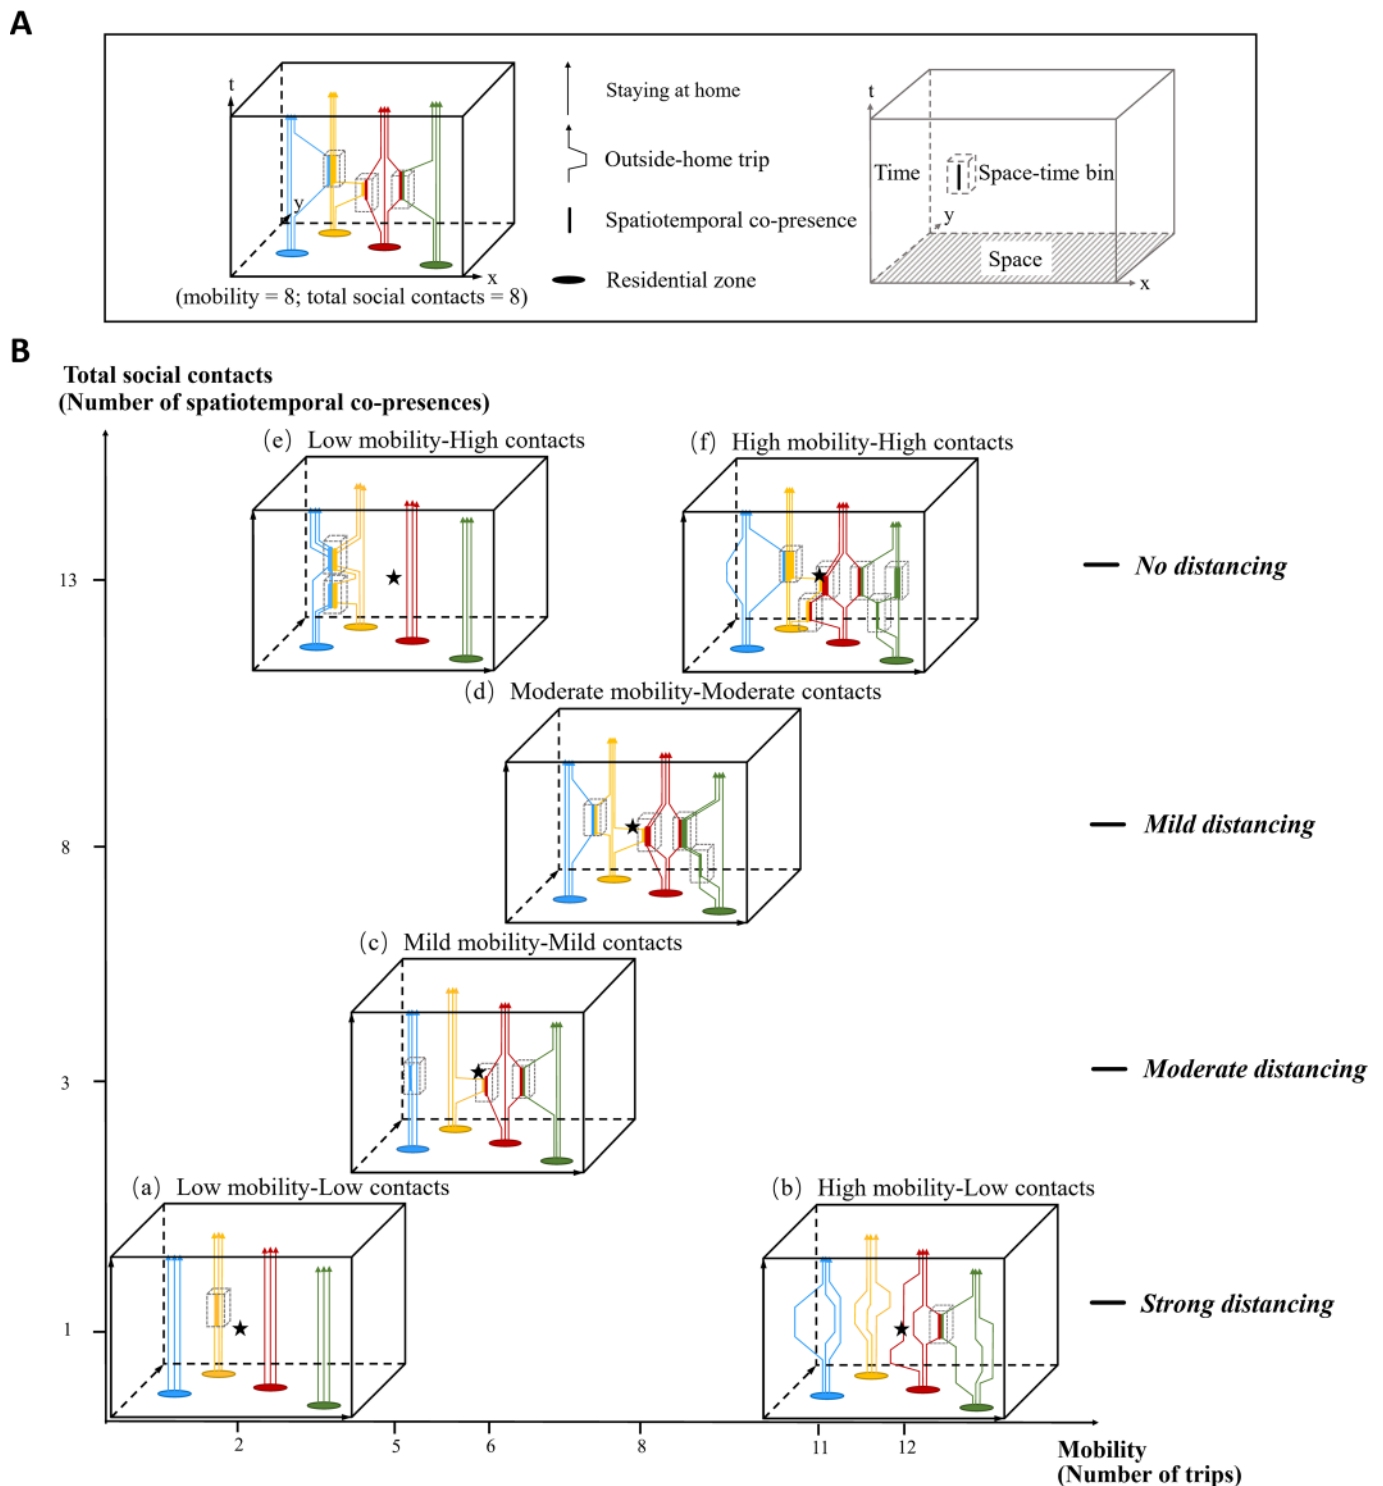 A
t
y
x
(mobility = 8; total social contacts = 8)
Staying at home
Outside-home trip
Spatiotemporal co-presence
Residential zone
t
Time
Space-time bin
y
Space
x
B
Total social contacts
(Number of spatiotemporal co-presences)
(e) Low mobility-High contacts
(f) High mobility-High contacts
13
No distancing
(d) Moderate mobility-Moderate contacts
8
Mild distancing
(c) Mild mobility-Mild contacts
3
Moderate distancing
(a) Low mobility-Low contacts
(b) High mobility-Low contacts
1
Strong distancing
2
5
6
8
11
12
Mobility
(Number of trips)